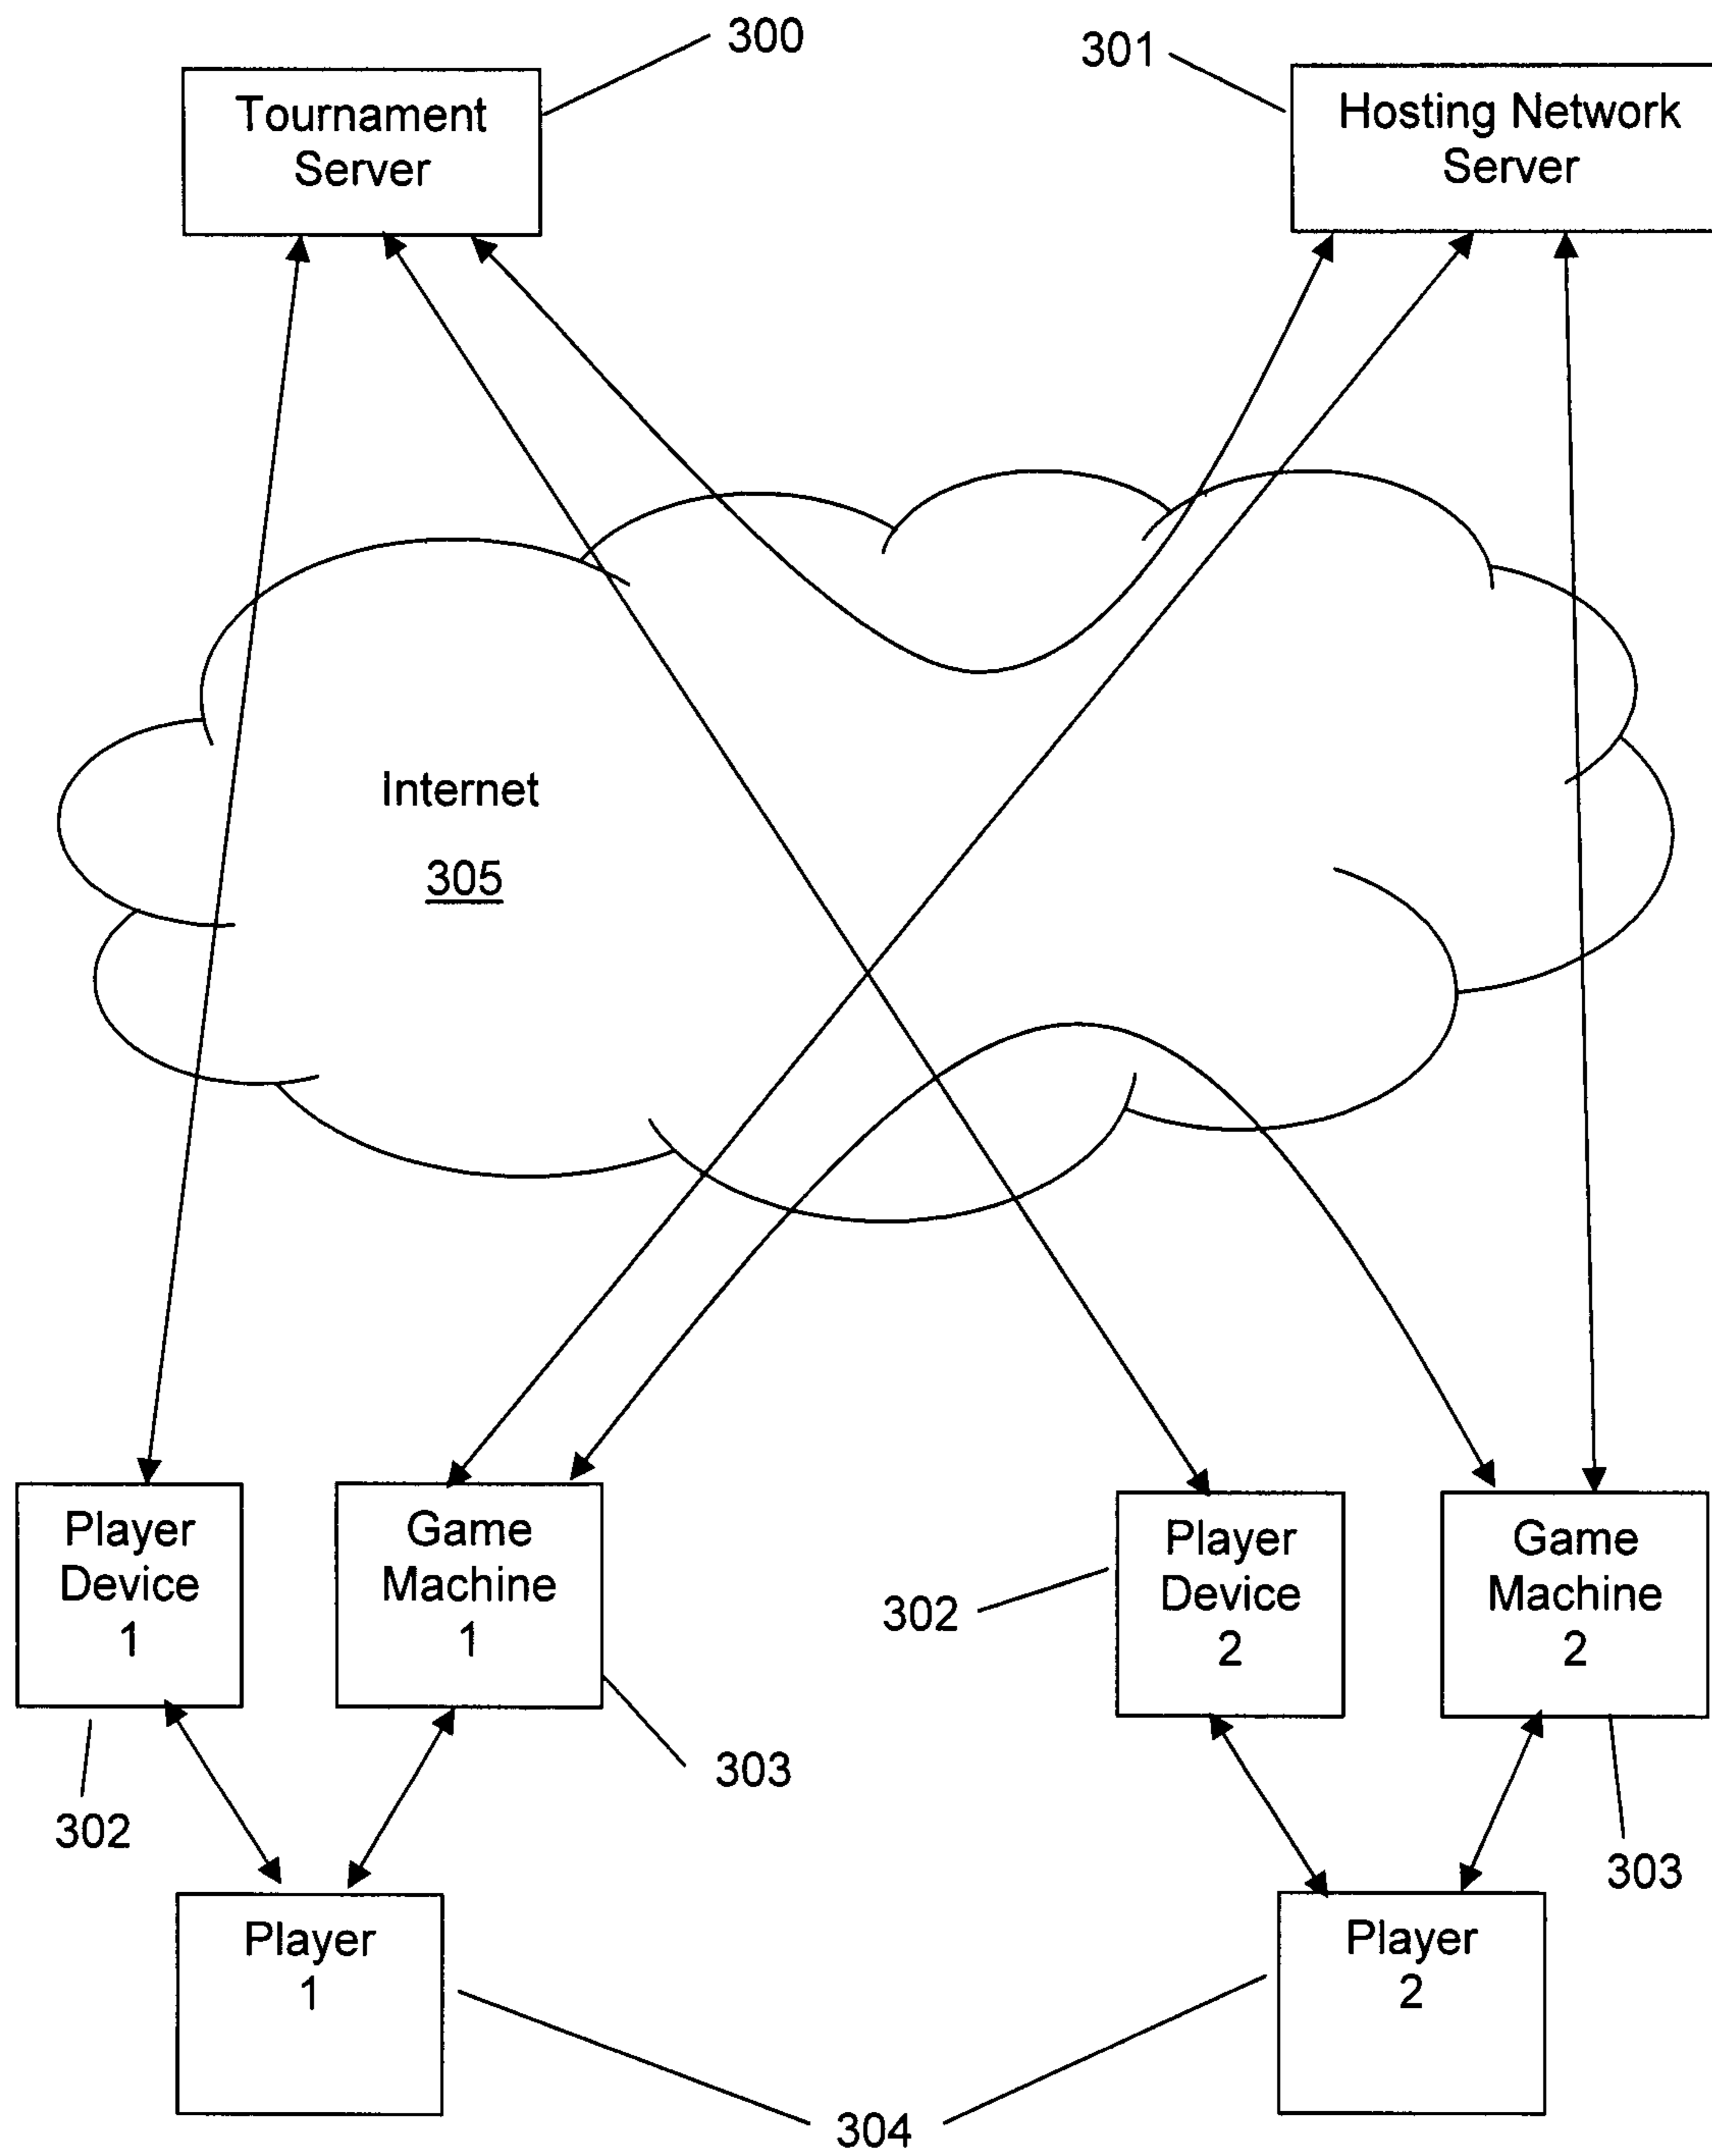 300
301
Tournament
Server
Hosting Network
Server
Internet
305
Player
Device
1
Game
Machine
1
302
Player
Device
2
Game
Machine
2
303
302
303
Player
1
Player
2
304